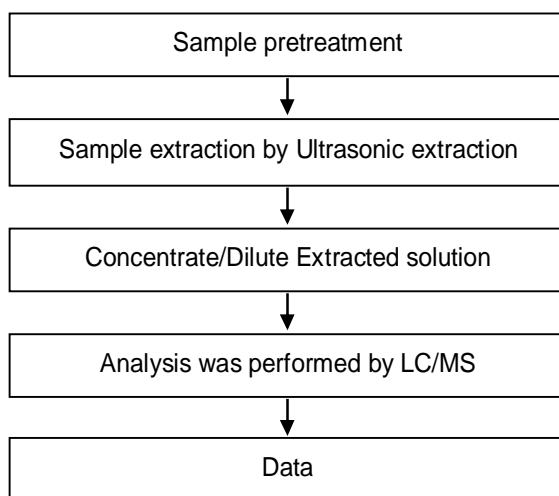 Sample pretreatment
Sample extraction by Ultrasonic extraction
Concentrate/Dilute Extracted solution
Analysis was performed by LC/MS
Data